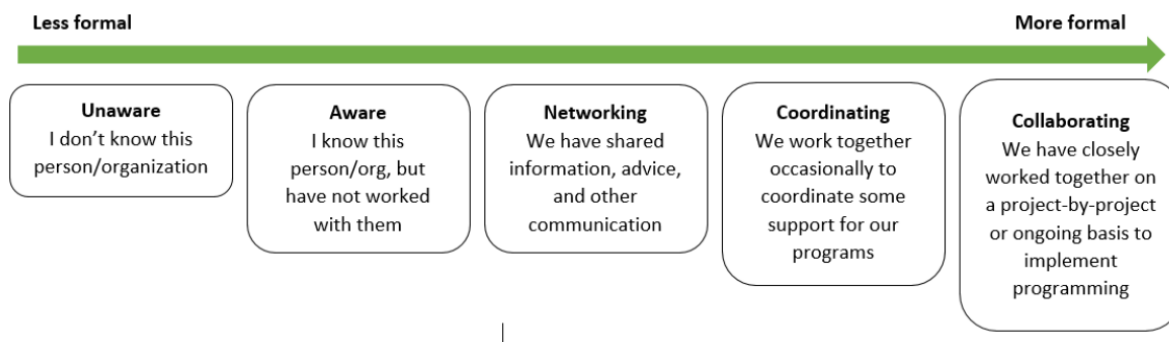 Less formal
More formal
Unaware
I don't know this
person/organization
Aware
I know this
person/org, but
have not worked
with them
Networking
We have shared
information, advice,
and other
communication
Coordinating
We work together
occasionally to
coordinate some
support for our
programs
Collaborating
We have closely
worked together on
a project-by-project
or ongoing basis to
implement
programming